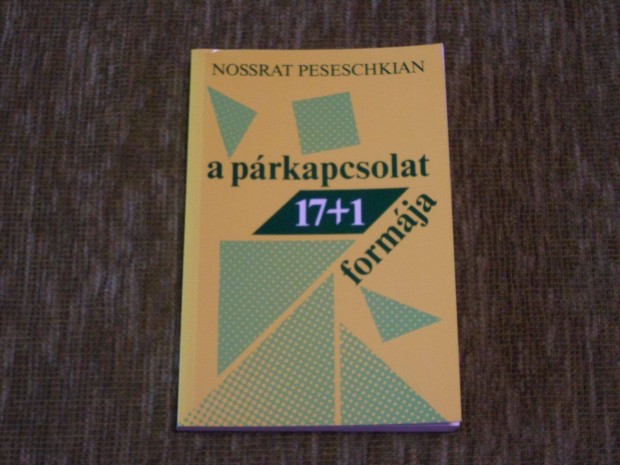 NOSSRAT PESESCHKIAN
a párkapcsolat
17+1
formája